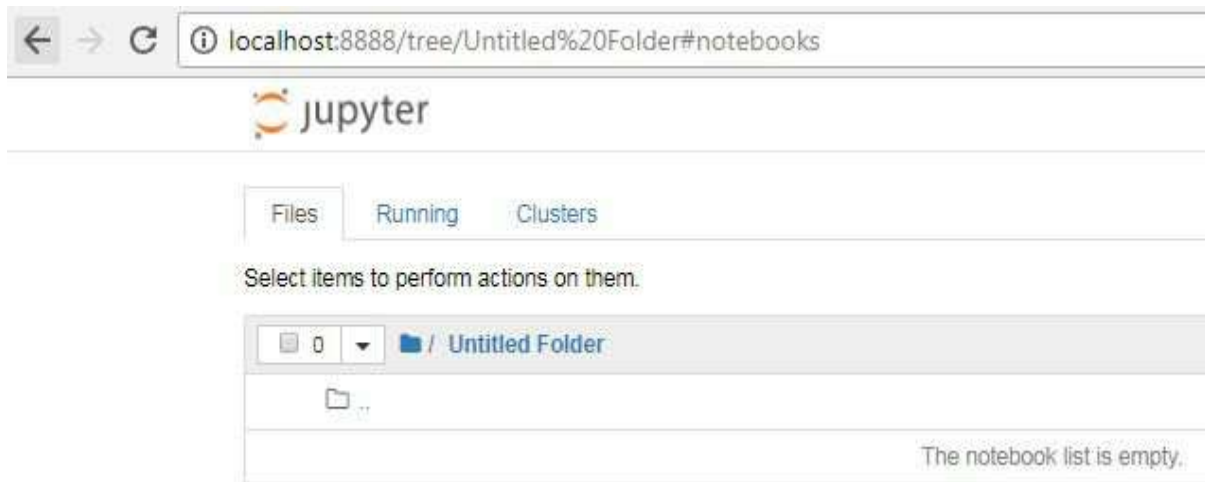 localhost:8888/tree/Untitled%20Folder#notebooks
jupyter
Files Running Clusters
Select items to perform actions on them.
0 / Untitled Folder
..
The notebook list is empty.